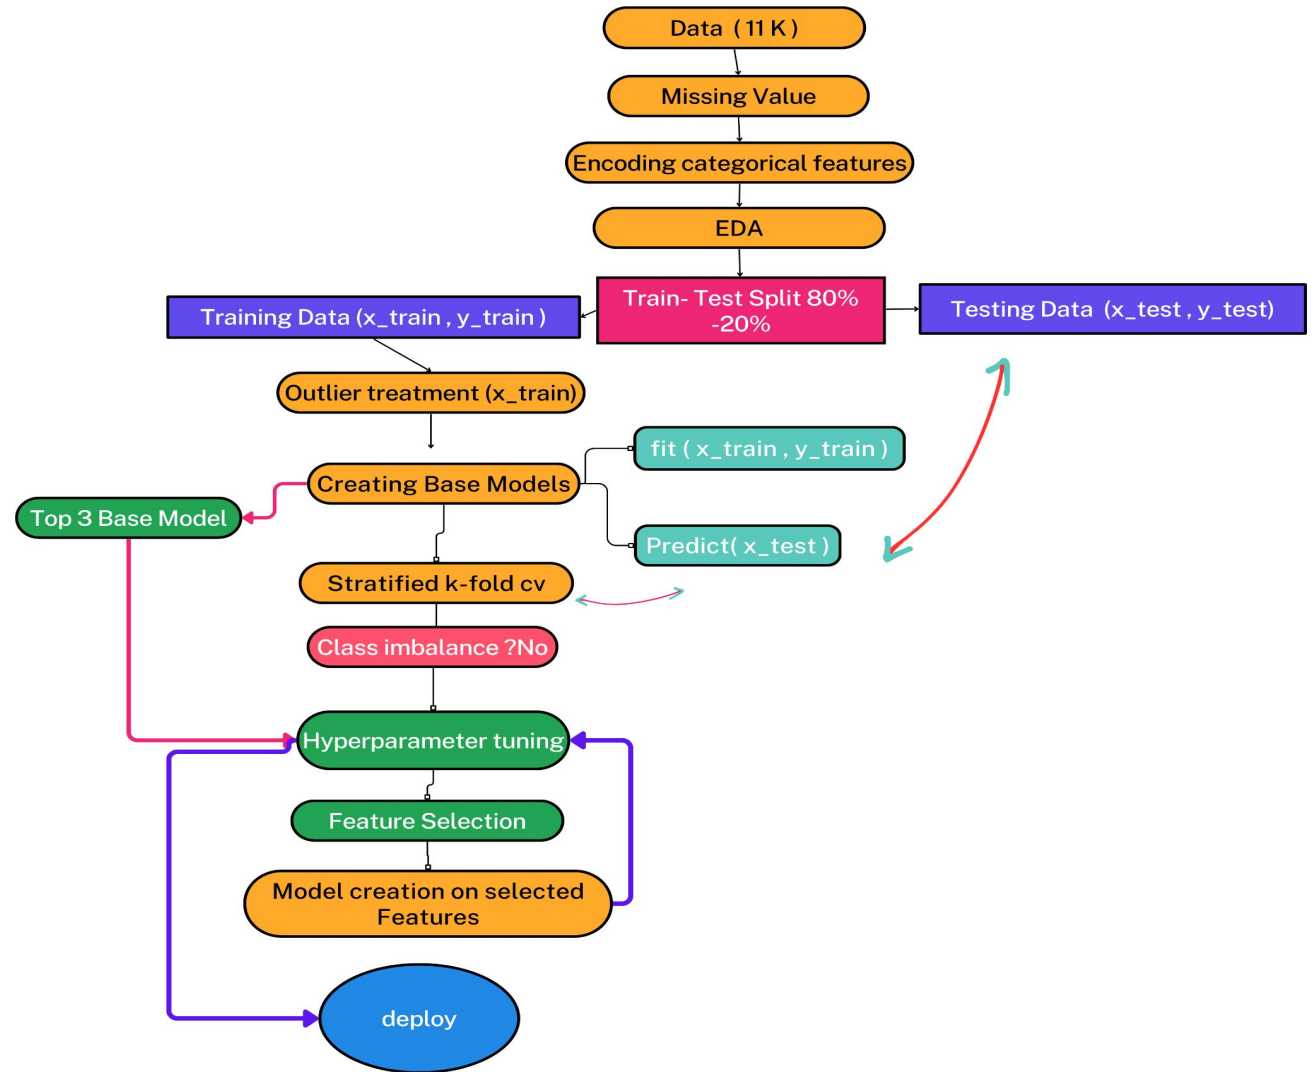 Data  ( 11 K )
Missing Value
Encoding categorical features
EDA
Train- Test Split 80%
-20%
Training Data (x_train , y_train )
Testing Data  (x_test , y_test)
Outlier treatment (x_train)
fit ( x_train , y_train )
Creating Base Models
Top 3 Base Model
Predict( x_test )
Stratified k-fold cv
Class imbalance ?No
Hyperparameter tuning
Feature Selection
Model creation on selected
Features
deploy